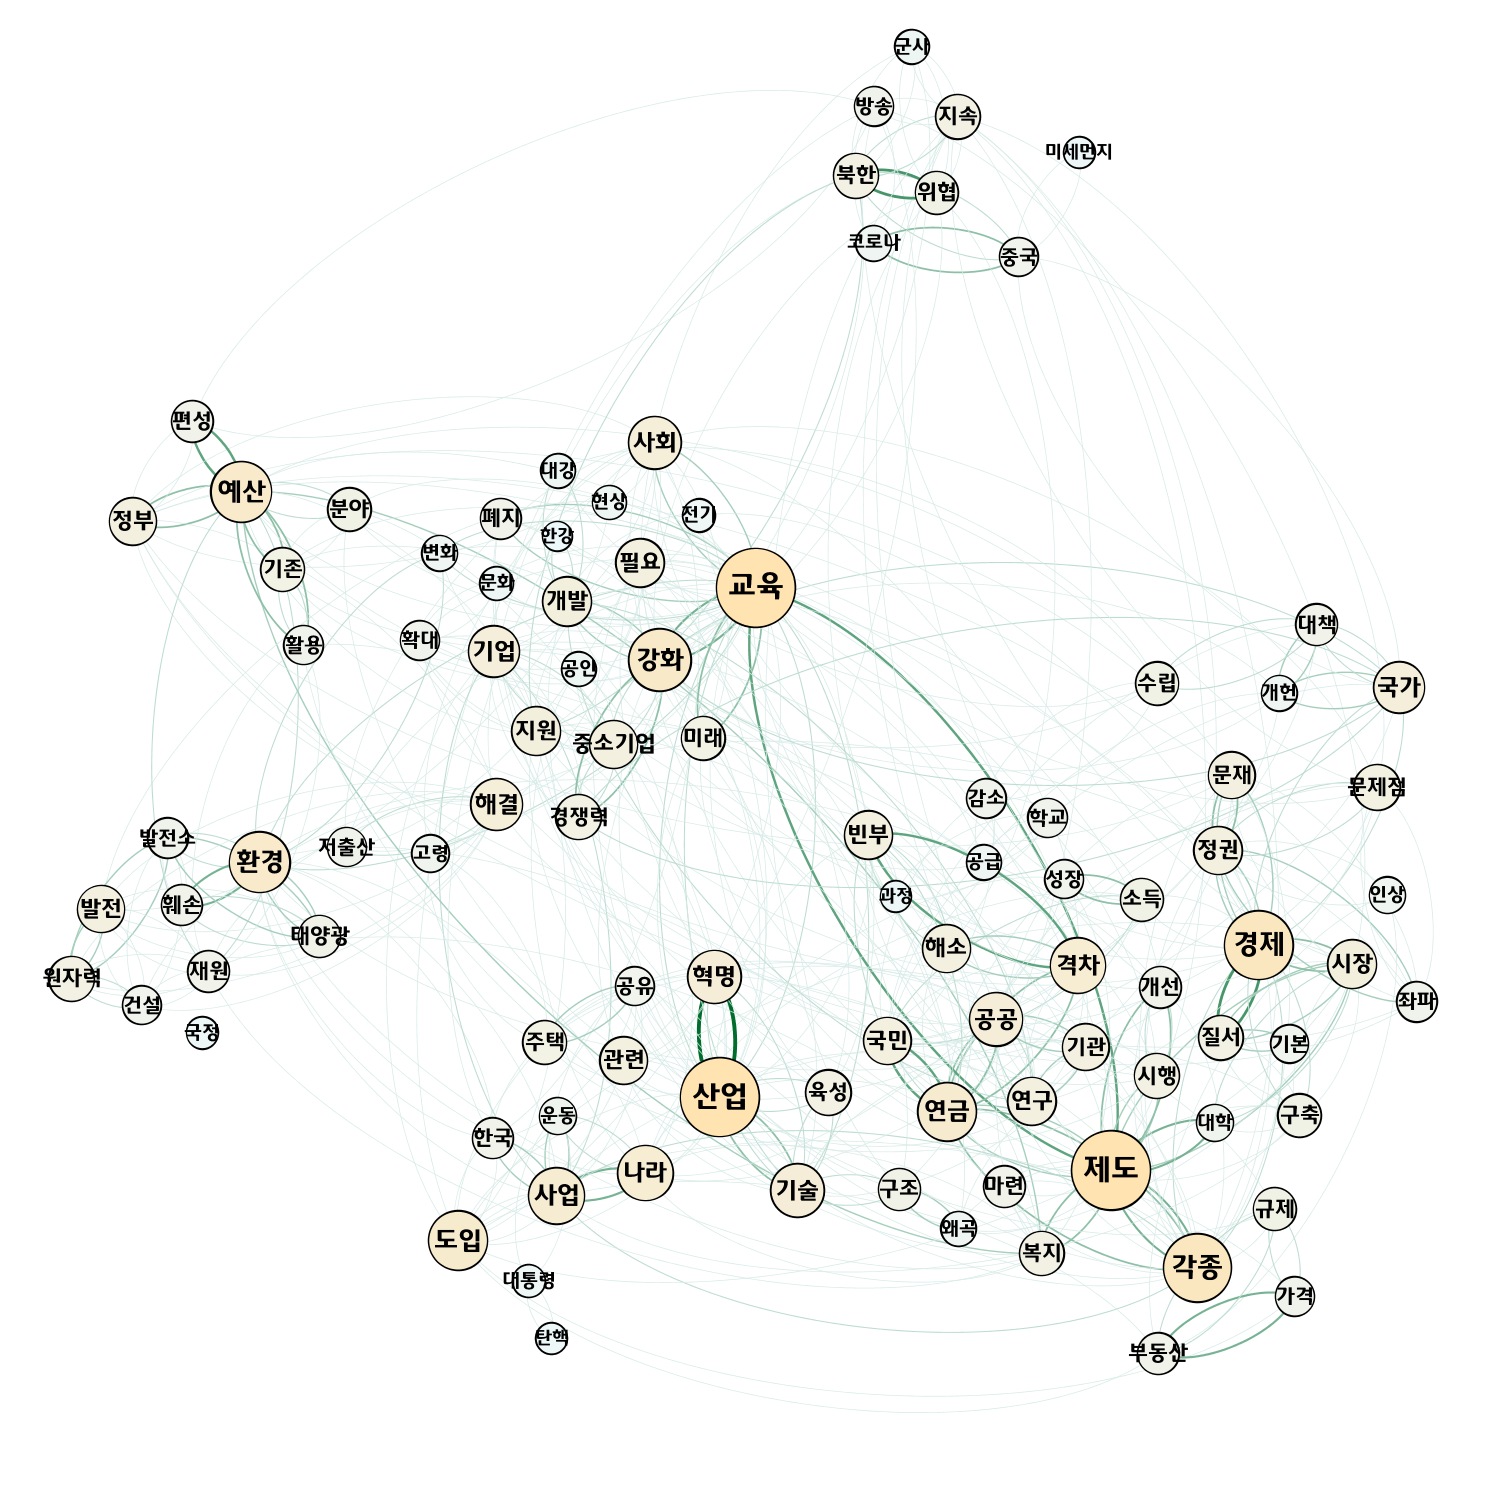 군사
방송
지속
미세먼지
북한
위협
코로나
중국
편성
사회
대강
예산
현상
분야
전기
폐지
정부
한강
변화
필요
기존
문화
교육
개발
대책
확대
활용
기업
강화
공인
수립
국가
개헌
지원
미래
중소기업
문재
문제점
감소
해결
경쟁력
학교
빈부
발전소
저출산
고령
정권
환경
공급
성장
과정
인상
소득
훼손
발전
태양광
경제
해소
격차
시장
재원
혁명
원자력
공유
개선
좌파
건설
공공
국정
질서
국민
주택
기본
기관
관련
시행
육성
산업
연구
연금
운동
구축
대학
한국
제도
나라
마련
구조
기술
사업
규제
왜곡
도입
복지
각종
대통령
가격
탄핵
부동산